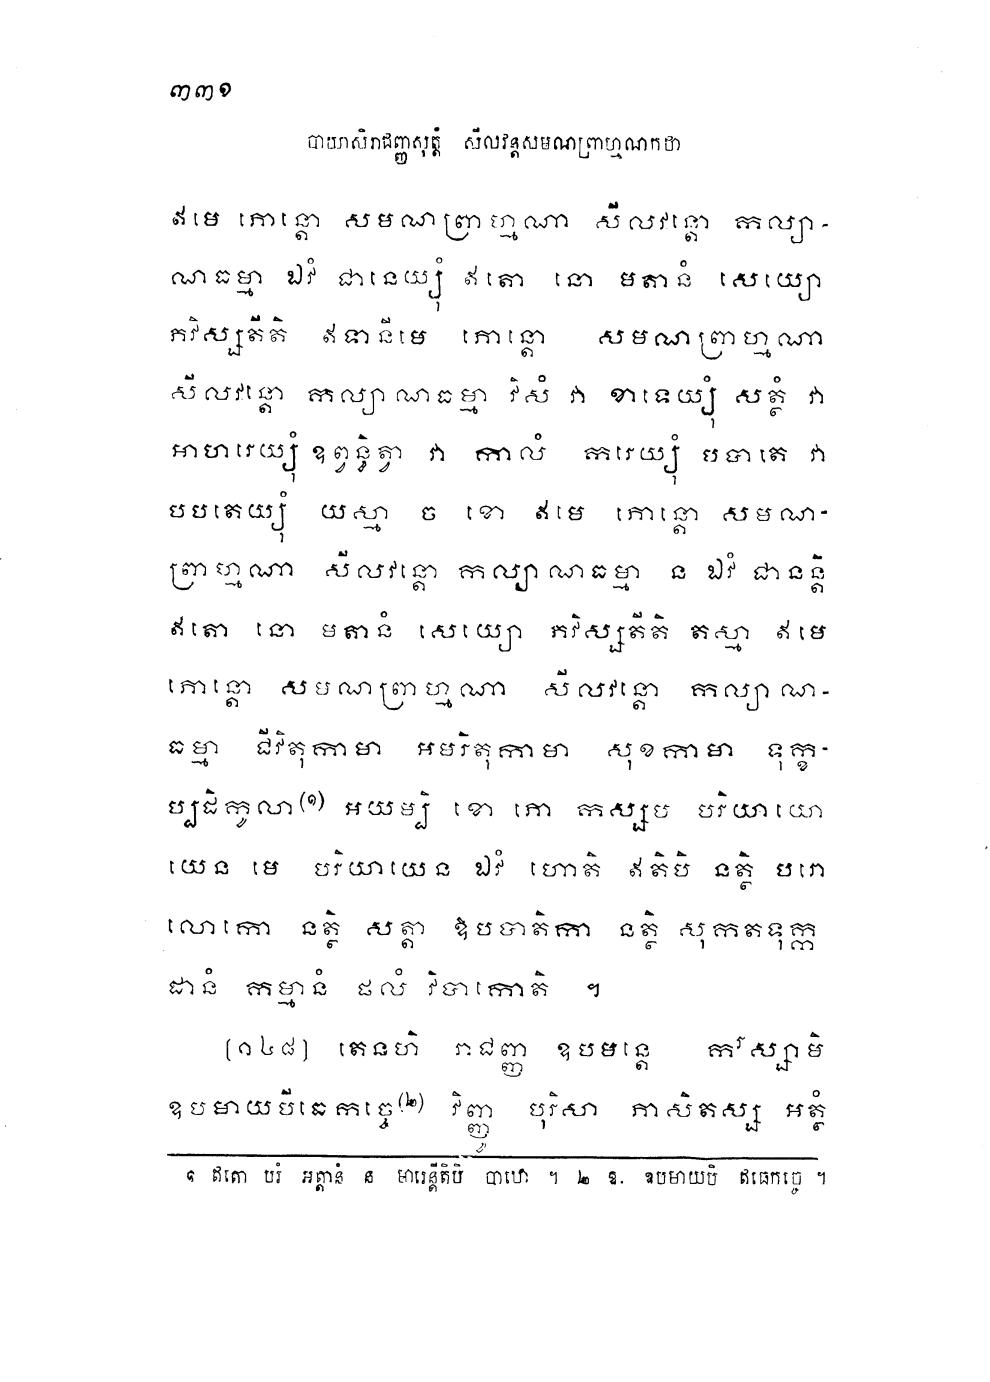 ៣៣១
បាយាសិរាជញ្ញសុត្តំ សីលវន្តសមណព្រាហ្មណកថា
ឥមេ ភោន្តោ សមណព្រាហ្មណា សីលវន្តោ កល្យា-
ណធម្មា ឯវំ ជានេយ្យុំ ឥតោ នោ មតានំ សេយ្យោ
ភវិស្សតីតិ ឥទានីមេ ភោន្តោ សមណព្រាហ្មណា
សីលវន្តោ កល្យាណធម្មា វិសំ វា ខាទេយ្យុំ សត្ថំ វា
អាហរេយ្យុំ ឧព្វន្ធិត្វា វា កាលំ ករេយ្យុំ បបាតេ វា
បបតេយ្យុំ យស្មា ច ខោ ឥមេ ភោន្តោ សមណ-
ព្រាហ្មណា សីលវន្តោ កល្យាណធម្មា ន ឯវំ ជានន្តិ
ឥតោ នោ មតានំ សេយ្យោ ភវិស្សតីតិ តស្មា ឥមេ
ភោន្តោ សមណព្រាហ្មណា សីលវន្តោ កល្យាណ-
ធម្មា ជីវិតុកាមា អមរិតុកាមា សុខកាមា ទុក្ខ-
ប្បដិកូលា(១) អយម្បិ ខោ ភោ កស្សប បរិយាយោ
យេន មេ បរិយាយេន ឯវំ ហោតិ ឥតិបិ នត្ថិ បរោ
លោកោ នត្ថិ សត្តា ឱបបាតិកា នត្ថិ សុកតទុក្ក
ដានំ កម្មានំ ផលំ វិបាកោតិ ។
[១៤៨] តេនហិ រាជញ្ញ ឧបមន្តេ ករិស្សាមិ
ឧបមាយបីធេកច្ចេ(២) វិញ្ញូ បុរិសា ភាសិតស្ស អត្ថំ
១ ឥតោ បរំ អត្តានំ ន មារេន្តីតិបិ បាឋោ ។ ២ ឱ. ឧបមាយបិ ឥធេកច្ចេ ។